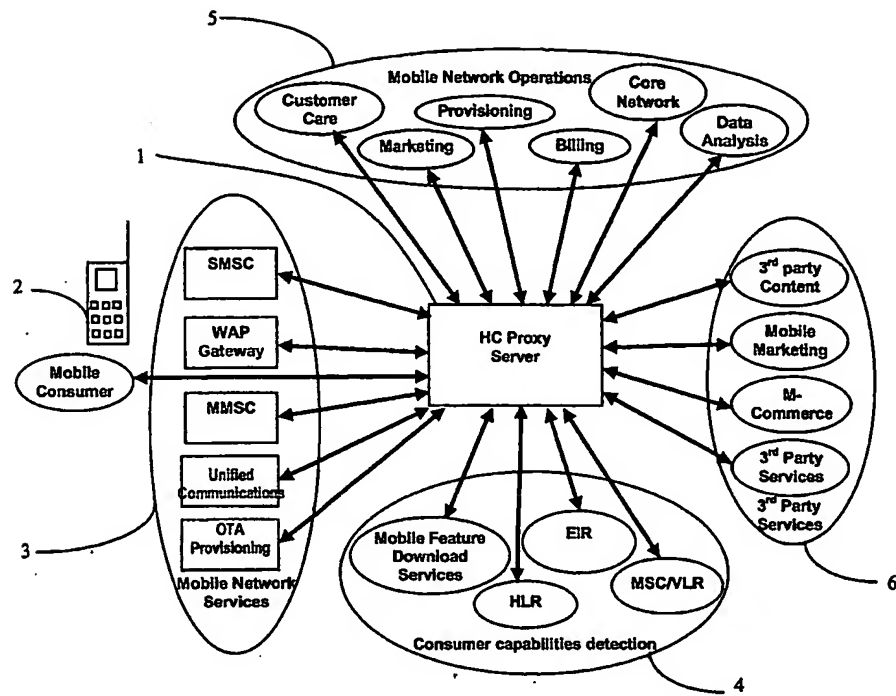 5
Mobile Network Operations
Customer
Care
Provisioning
Core
Network
Marketing
Billing
Data
Analysis
1
2
SMSC
WAP
Gateway
Mobile
Consumer
MMSC
Unified
Communications
OTA
Provisioning
Mobile Network
Services
3
HC Proxy
Server
3rd party
Content
Mobile
Marketing
M-
Commerce
3rd Party
Services
3rd Party
Services
6
Mobile Feature
Download
Services
EIR
HLR
MSC/VLR
Consumer capabilities detection
4